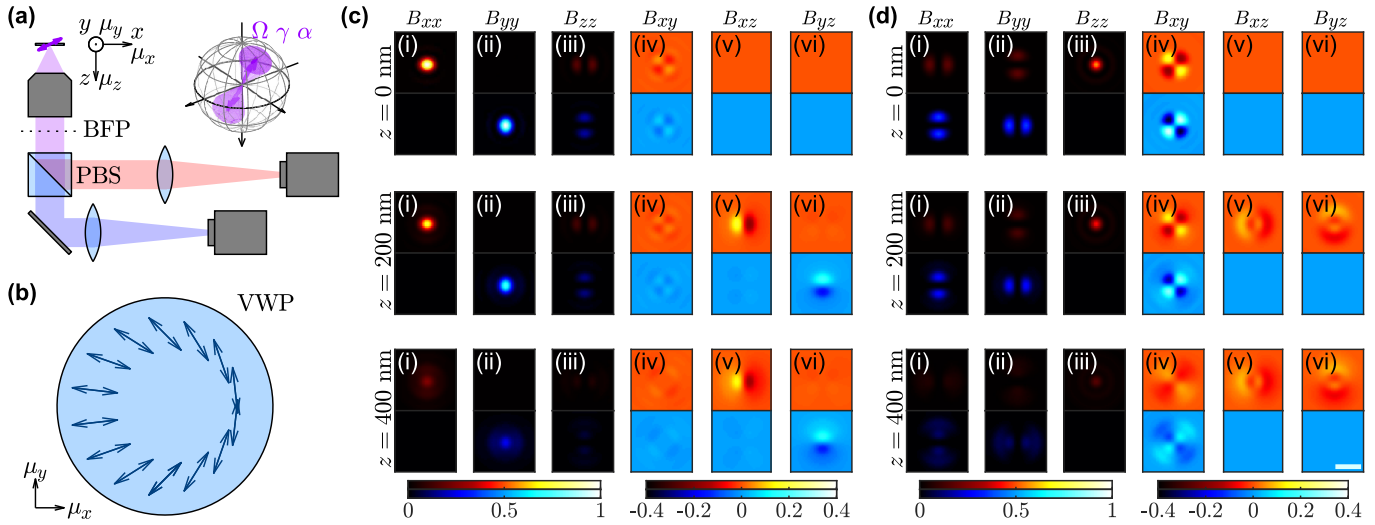 (a)
y μy x μx
z μz
Ω γ α
BFP
PBS
(b)
VWP
μy
μx
(c)
Bxx Byy Bzz Bxy Bxz Byz
z = 0 nm
(i) (ii) (iii) (iv) (v) (vi)
z = 200 nm
(i) (ii) (iii) (iv) (v) (vi)
z = 400 nm
(i) (ii) (iii) (iv) (v) (vi)
0 0.5 1
-0.4 -0.2 0 0.2 0.4
(d)
Bxx Byy Bzz Bxy Bxz Byz
z = 0 nm
(i) (ii) (iii) (iv) (v) (vi)
z = 200 nm
(i) (ii) (iii) (iv) (v) (vi)
z = 400 nm
(i) (ii) (iii) (iv) (v) (vi)
0 0.5 1
-0.4 -0.2 0 0.2 0.4